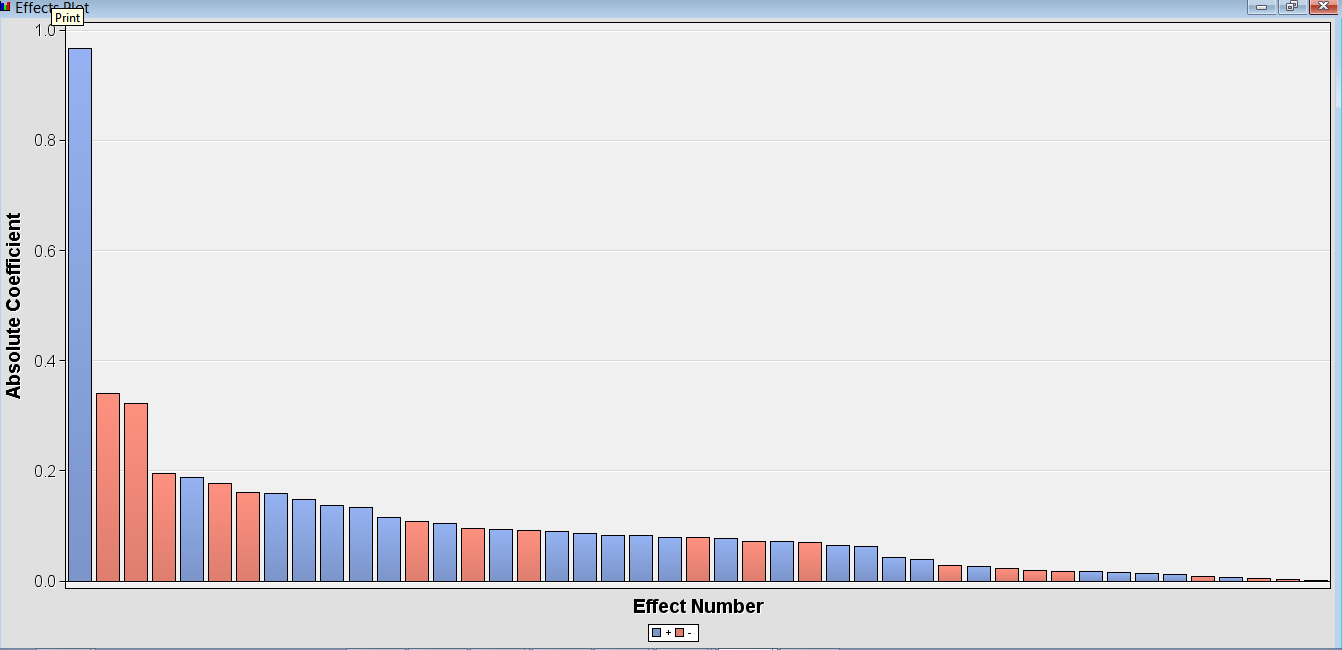 Effects Plot
Print
1.0
0.8
0.6
0.4
0.2
0.0
Absolute Coefficient
Effect Number
+ -